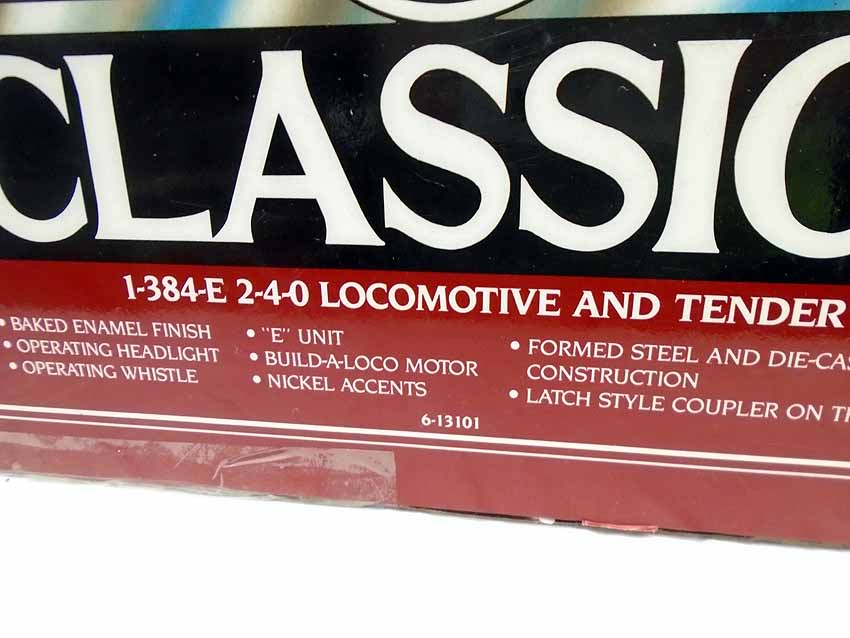 CLASSIC
1-384-E 2-4-0 LOCOMOTIVE AND TENDER
• BAKED ENAMEL FINISH
• OPERATING HEADLIGHT
• OPERATING WHISTLE
• "E" UNIT
• BUILD-A-LOCO MOTOR
• NICKEL ACCENTS
• FORMED STEEL AND DIE-CAS
CONSTRUCTION
• LATCH STYLE COUPLER ON TH
6-13101